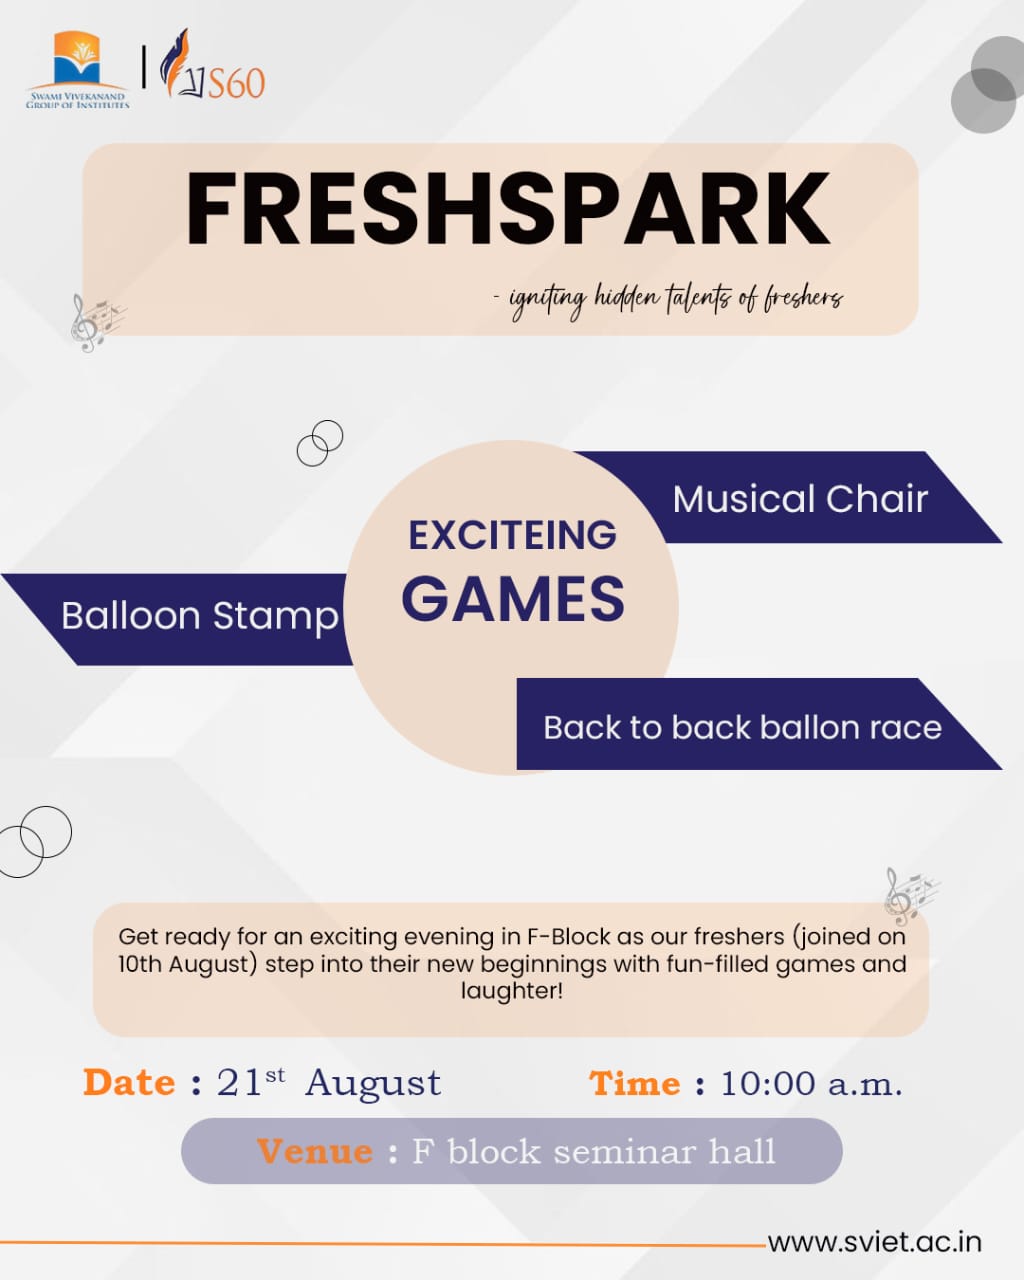 SWAMI VIVEKANAND
GROUP OF INSTITUTES
S60
FRESHSPARK
- igniting hidden talents of freshers
EXCITEING
GAMES
Musical Chair
Balloon Stamp
Back to back ballon race
Get ready for an exciting evening in F-Block as our freshers (joined on
10th August) step into their new beginnings with fun-filled games and
laughter!
Date : 21st August
Time : 10:00 a.m.
Venue : F block seminar hall
www.sviet.ac.in